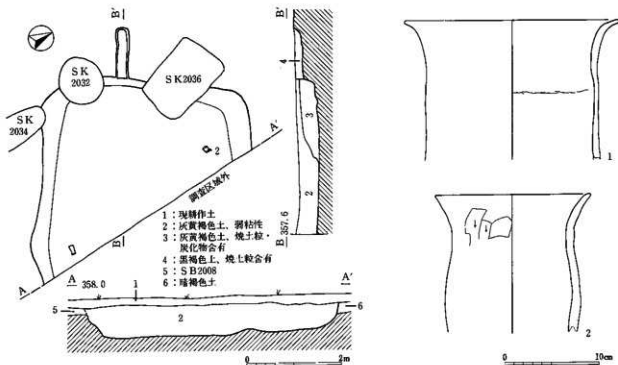 B'
B'
SK
2032
SK2036
SK
2034
4
3
2
A'
2
調査区域外
B
B 357.6
A
1：現耕作土
2：灰黄褐色土、弱粘性
3：灰黄褐色土、焼土粒・
炭化物含有
4：黒褐色土、焼土粒含有
5：SB2008
6：暗褐色土
A 358.0
1
A'
5
2
6
0
2m
1
2
0
10cm